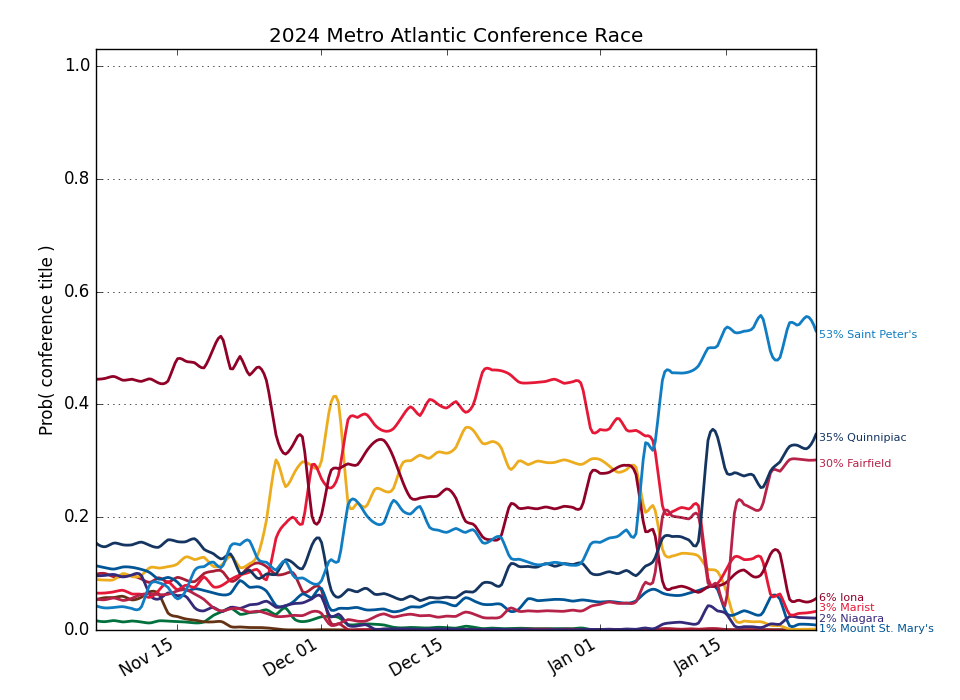 2024 Metro Atlantic Conference Race
Prob( conference title )
1.0
0.8
0.6
0.4
0.2
0.0
Nov 15
Dec 01
Dec 15
Jan 01
Jan 15
53% Saint Peter's
35% Quinnipiac
30% Fairfield
6% Iona
3% Marist
2% Niagara
1% Mount St. Mary's